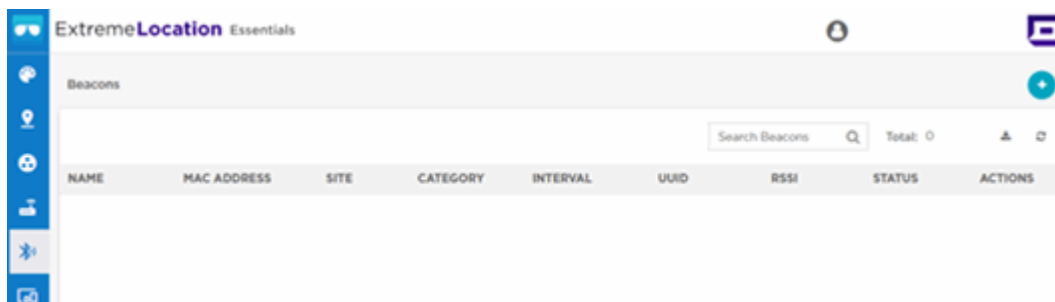 ExtremeLocation Essentials
Beacons
Search Beacons Total: 0
NAME MAC ADDRESS SITE CATEGORY INTERVAL UUID RSSI STATUS ACTIONS